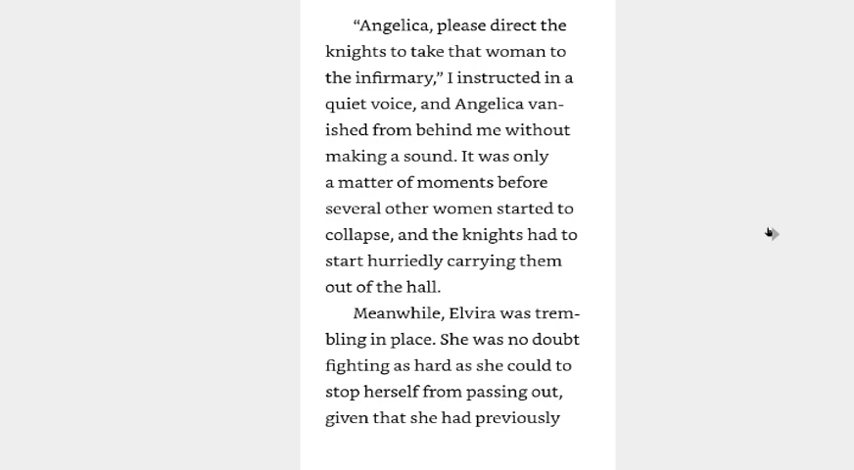 “Angelica, please direct the
knights to take that woman to
the infirmary,” I instructed in a
quiet voice, and Angelica van-
ished from behind me without
making a sound. It was only
a matter of moments before
several other women started to
collapse, and the knights had to
start hurriedly carrying them
out of the hall.
Meanwhile, Elvira was trem-
bling in place. She was no doubt
fighting as hard as she could to
stop herself from passing out,
given that she had previously